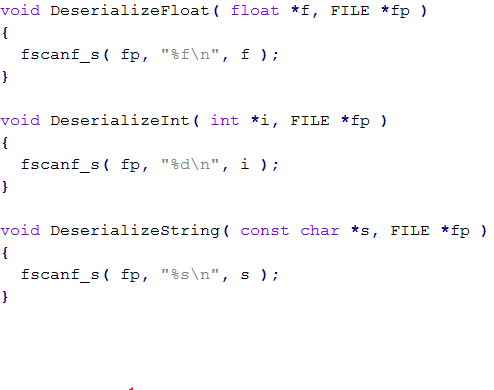 void DeserializeFloat( float *f, FILE *fp )
{
  fscanf_s( fp, "%f\n", f );
}

void DeserializeInt( int *i, FILE *fp )
{
  fscanf_s( fp, "%d\n", i );
}

void DeserializeString( const char *s, FILE *fp )
{
  fscanf_s( fp, "%s\n", s );
}